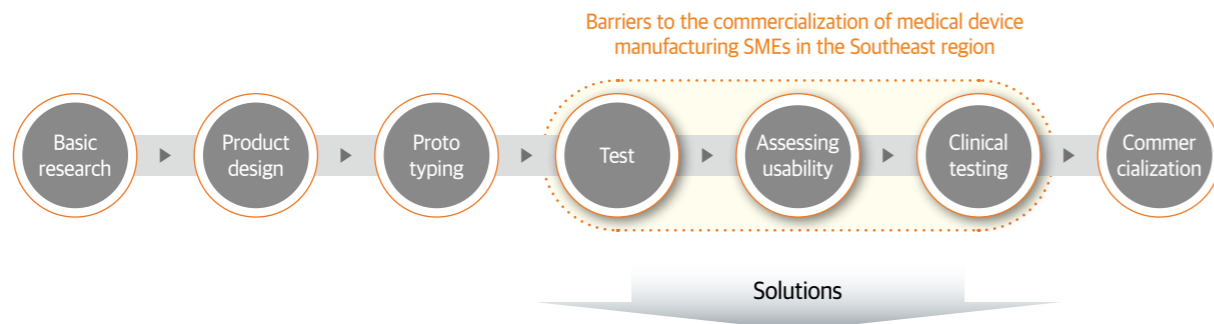 Barriers to the commercialization of medical device
manufacturing SMEs in the Southeast region
Basic
research
Product
design
Proto
typing
Test
Assessing
usability
Clinical
testing
Commer
cialization
Solutions